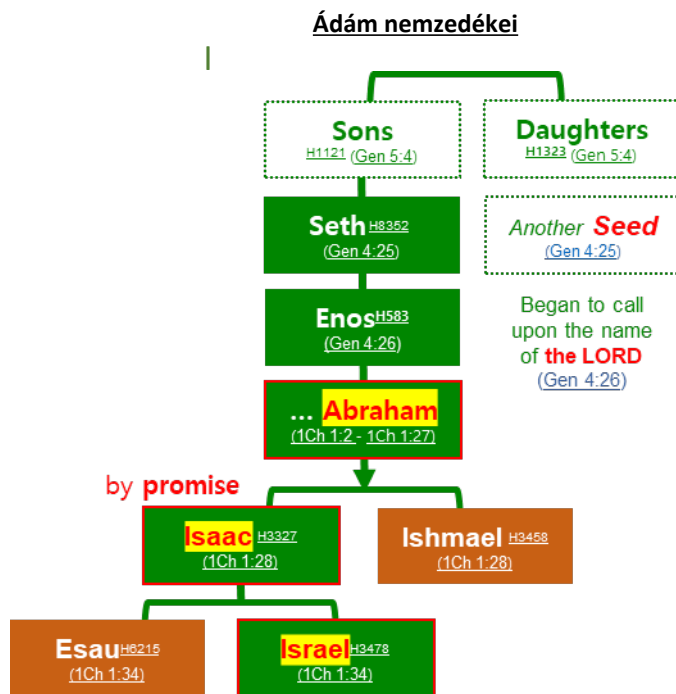 Ádám nemzedékei
Sons
H1121 (Gen 5:4)
Daughters
H1323 (Gen 5:4)
Seth H8352
(Gen 4:25)
Another Seed
(Gen 4:25)
Enos H583
(Gen 4:26)
Began to call
upon the name
of the LORD
(Gen 4:26)
... Abraham
(1Ch 1:2 - 1Ch 1:27)
by promise
Isaac H3327
(1Ch 1:28)
Ishmael H3458
(1Ch 1:28)
Esau H6215
(1Ch 1:34)
Israel H3478
(1Ch 1:34)